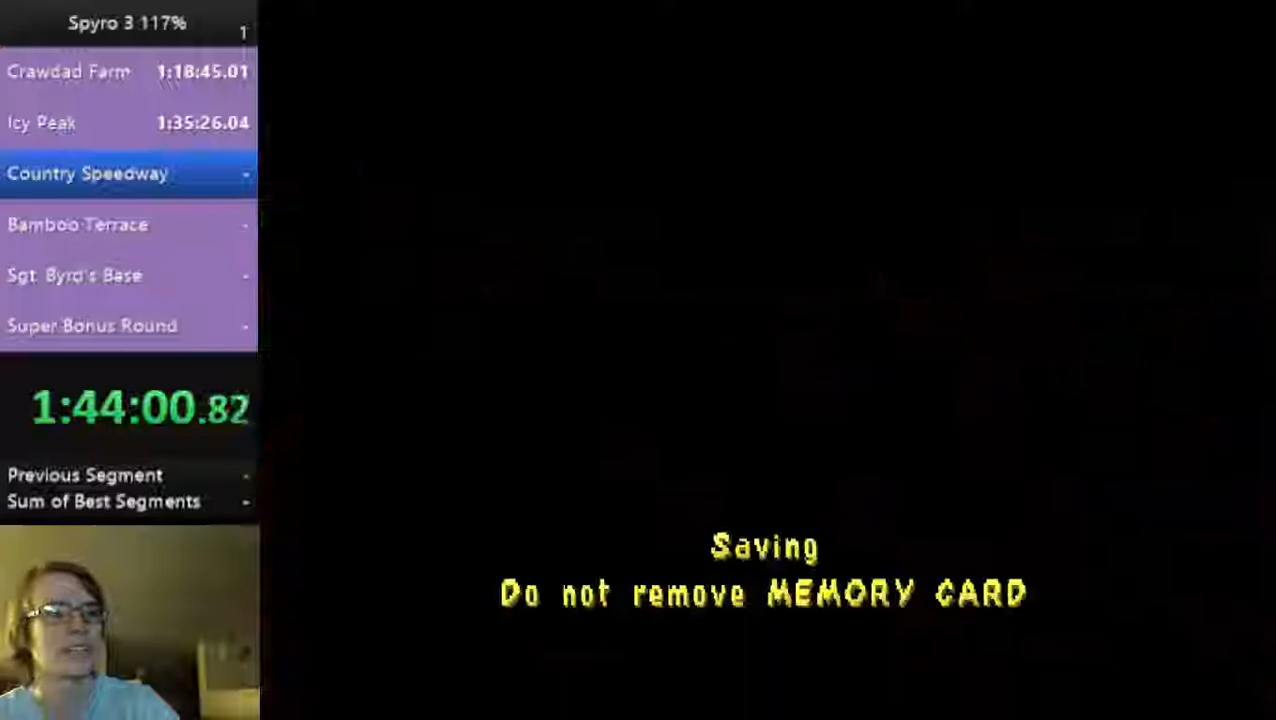 Spyro 3 117%
1
Crawdad Farm 1:18:45.01
Icy Peak 1:35:26.04
Country Speedway -
Bamboo Terrace -
Sgt. Byrd's Base -
Super Bonus Round -
1:44:00.82
Previous Segment -
Sum of Best Segments -
Saving
Do not remove MEMORY CARD